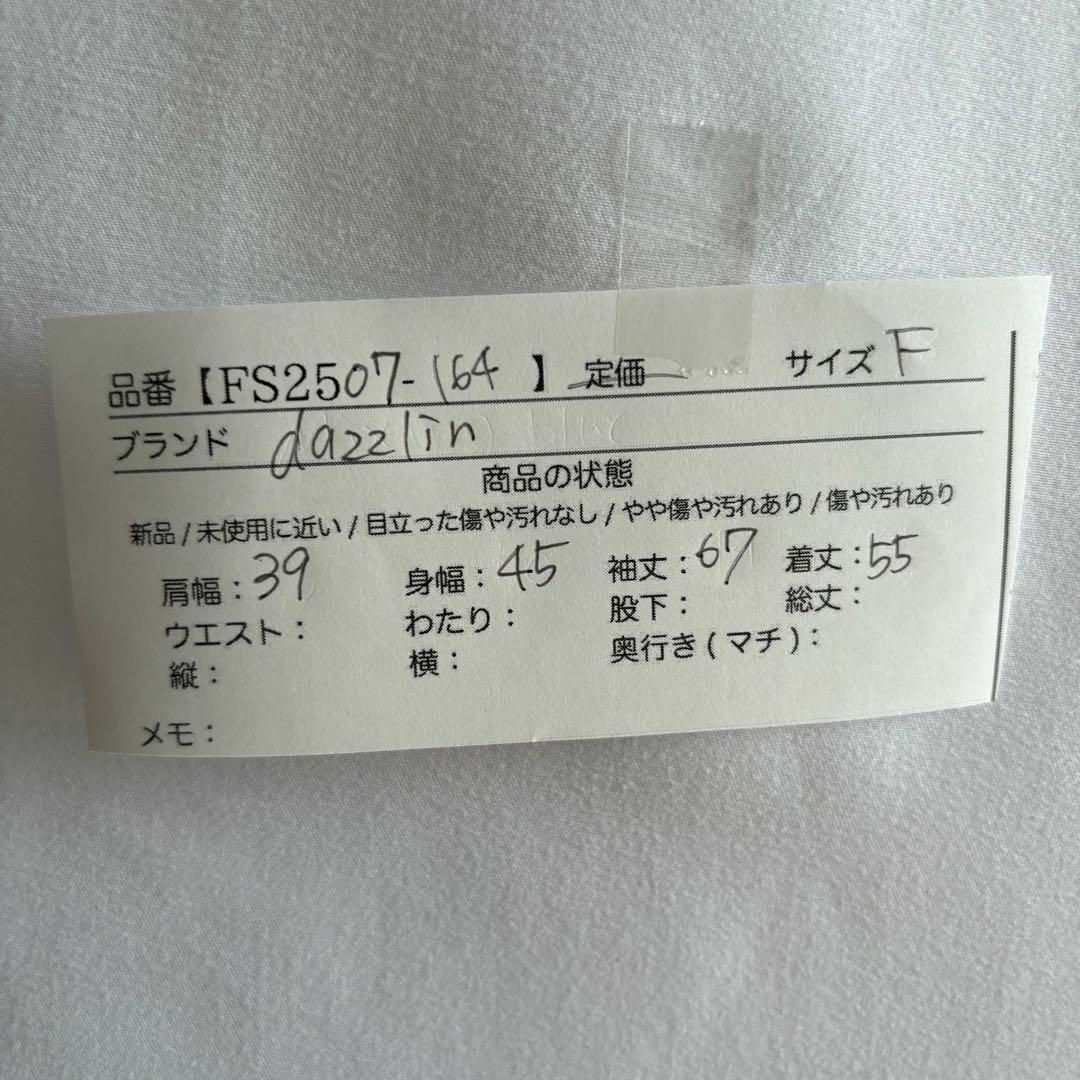 品番【FS2507-164】定価 サイズ F
ブランド dazzlin
商品の状態
新品/未使用に近い/目立った傷や汚れなし/やや傷や汚れあり/傷や汚れあり
肩幅:39 身幅:45 袖丈:67 着丈:55
ウエスト: わたり: 股下: 総丈:
縦: 横: 奥行き(マチ):
メモ: